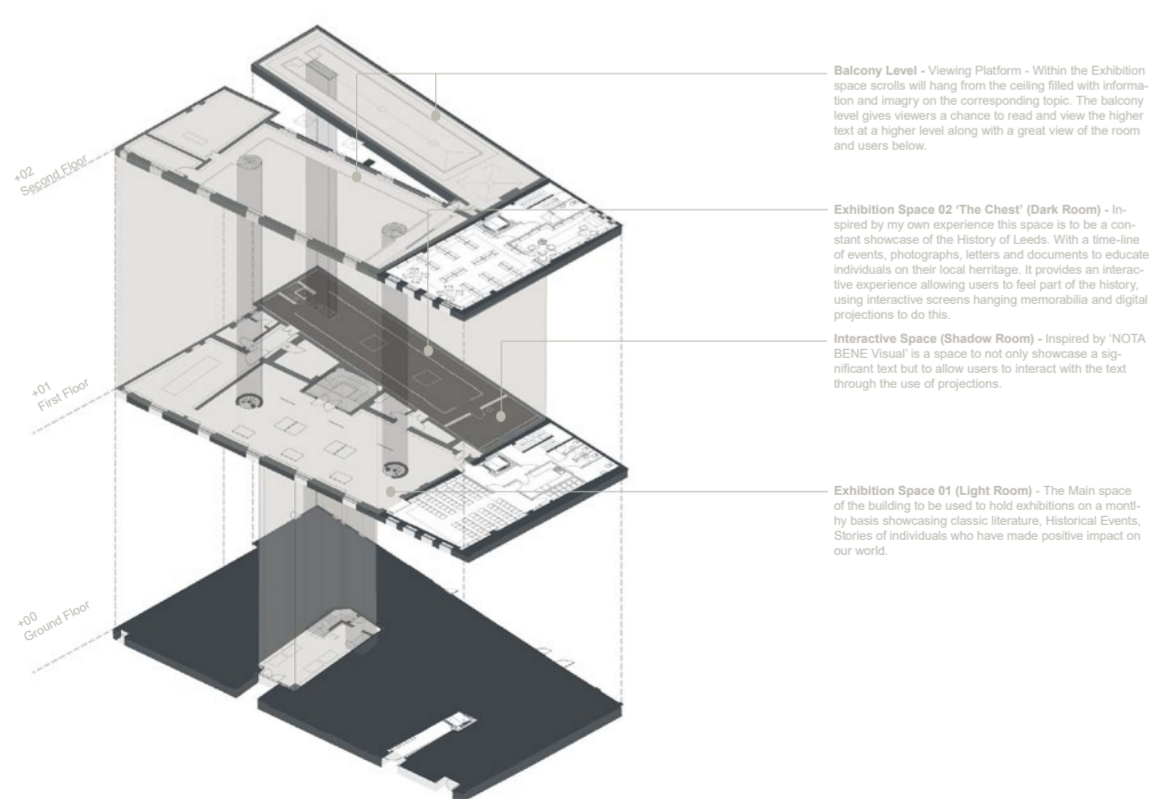 +02
Second Floor
+01
First Floor
+00
Ground Floor
Balcony Level - Viewing Platform - Within the Exhibition
space scrolls will hang from the ceiling filled with informa-
tion and imagry on the corresponding topic. The balcony
level gives viewers a chance to read and view the higher
text at a higher level along with a great view of the room
and users below.
Exhibition Space 02 ‘The Chest’ (Dark Room) - In-
spired by my own experience this space is to be a con-
stant showcase of the History of Leeds. With a time-line
of events, photographs, letters and documents to educate
individuals on their local herritage. It provides an interac-
tive experience allowing users to feel part of the history,
using interactive screens hanging memorabilia and digital
projections to do this.
Interactive Space (Shadow Room) - Inspired by ‘NOTA
BENE Visual’ is a space to not only showcase a sig-
nificant text but to allow users to interact with the text
through the use of projections.
Exhibition Space 01 (Light Room) - The Main space
of the building to be used to hold exhibitions on a montl-
hy basis showcasing classic literature, Historical Events,
Stories of individuals who have made positive impact on
our world.